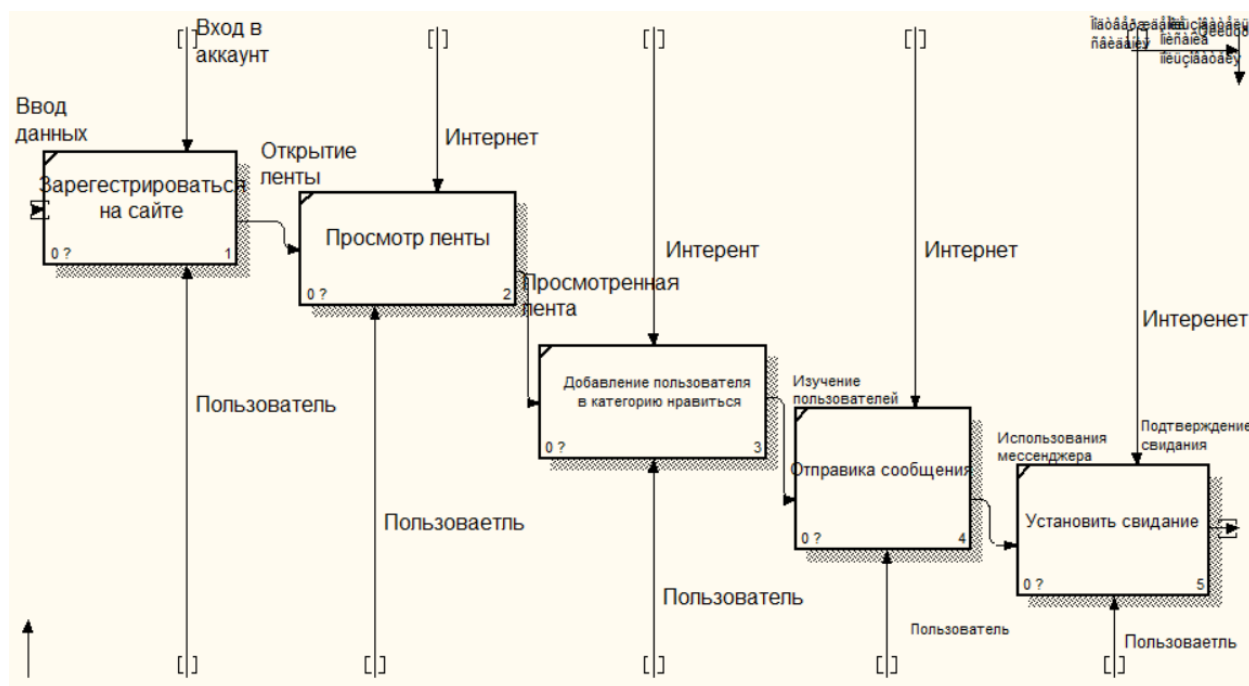 Вход в
аккаунт
Ввод
данных
Зарегестрироваться
на сайте
0 ?
1
Открытие
ленты
Интернет
Просмотр ленты
0 ?
2
Просмотренная
лента
Интерент
Добавление пользователя
в категорию нравиться
0 ?
3
Изучение
пользователей
Интернет
Отправика сообщения
0 ?
4
Использования
мессенджера
Интеренет
Подтверждение
свидания
Установить свидание
0 ?
5
Пользователь
Пользоваетль
Пользователь
Пользователь
Пользоваетль